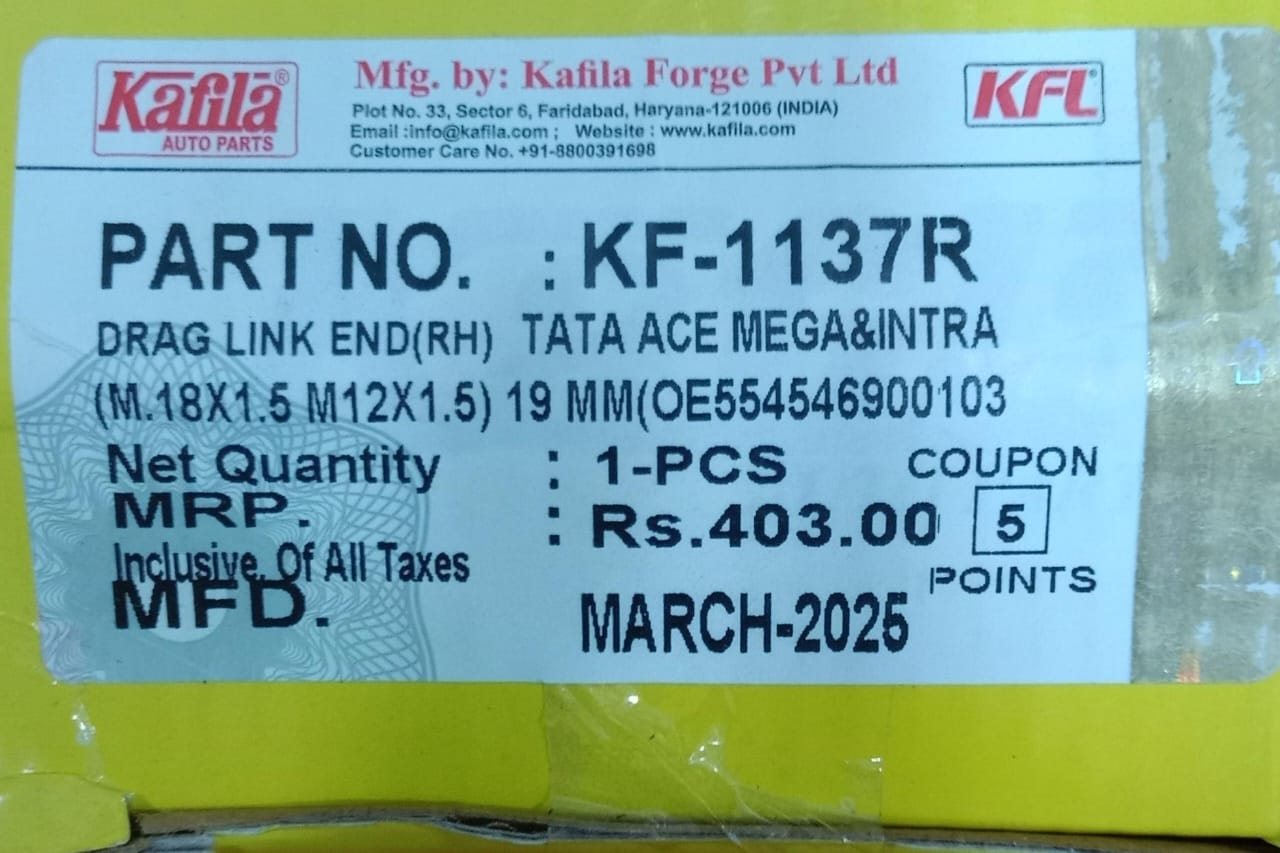 Kafila®
AUTO PARTS
Mfg. by: Kafila Forge Pvt Ltd
Plot No. 33, Sector 6, Faridabad, Haryana-121006 (INDIA)
Email :info@kafila.com ; Website : www.kafila.com
Customer Care No. +91-8800391698
KFL®
PART NO. : KF-1137R
DRAG LINK END(RH) TATA ACE MEGA&INTRA
(M.18X1.5 M12X1.5) 19 MM(OE554546900103
Net Quantity : 1-PCS
MRP. : Rs.403.00
Inclusive. Of All Taxes
MFD. MARCH-2025
COUPON
5
POINTS